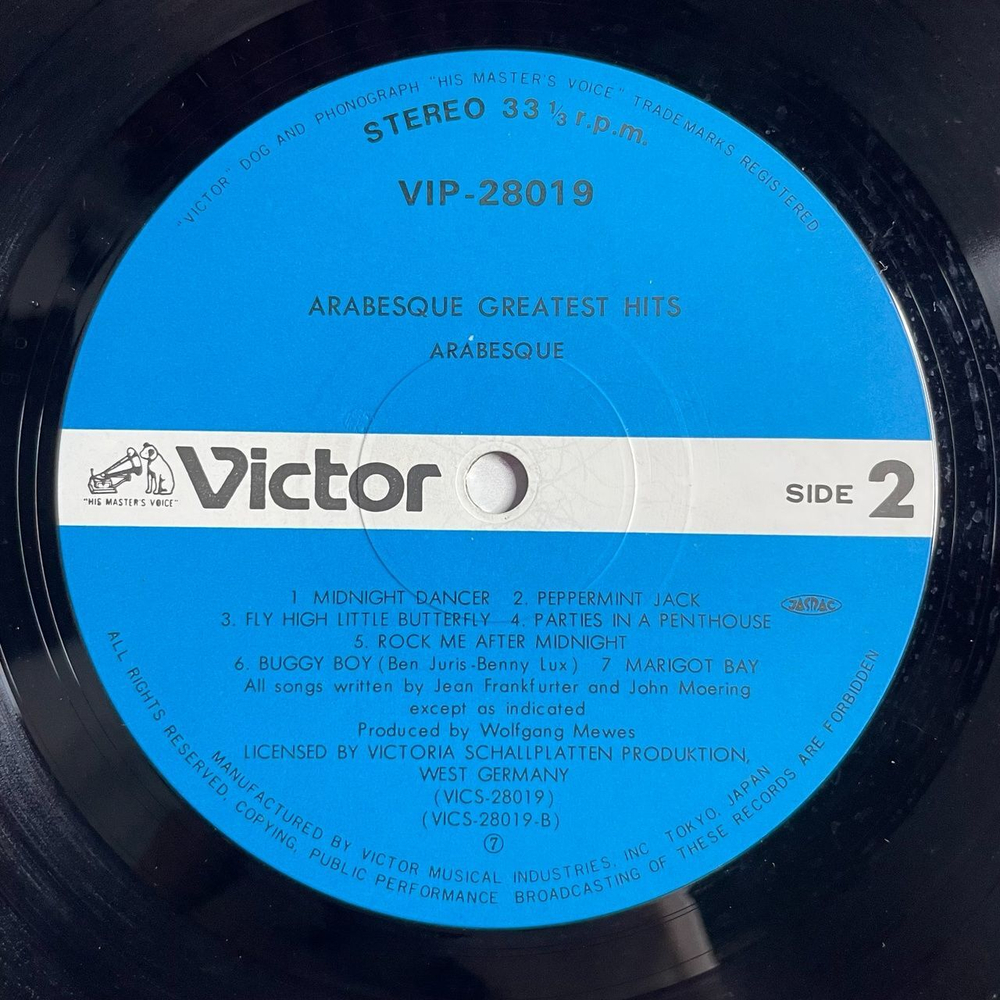 "VICTOR" DOG AND PHONOGRAPH "HIS MASTER'S VOICE" TRADEMARKS REGISTERED
STEREO 33 1/3 r.p.m.
VIP-28019
ARABESQUE GREATEST HITS
ARABESQUE
"HIS MASTER'S VOICE"
Victor
SIDE 2
1 MIDNIGHT DANCER 2. PEPPERMINT JACK
JASRAC
3. FLY HIGH LITTLE BUTTERFLY 4. PARTIES IN A PENTHOUSE
5. ROCK ME AFTER MIDNIGHT
6. BUGGY BOY (Ben Juris-Benny Lux) 7 MARIGOT BAY
All songs written by Jean Frankfurter and John Moering
except as indicated
Produced by Wolfgang Mewes
LICENSED BY VICTORIA SCHALLPLATTEN PRODUKTION,
WEST GERMANY
(VICS-28019)
(VICS-28019-B)
⑦
MANUFACTURED BY VICTOR MUSICAL INDUSTRIES, INC TOKYO, JAPAN
ALL RIGHTS RESERVED. COPYING, PUBLIC PERFORMANCE BROADCASTING OF THESE RECORDS ARE FORBIDDEN